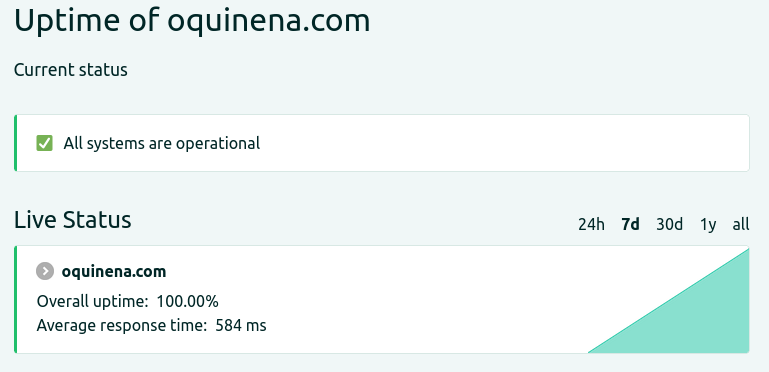 Uptime of oquinena.com
Current status
All systems are operational
Live Status
24h 7d 30d 1y all
oquinena.com
Overall uptime: 100.00%
Average response time: 584 ms